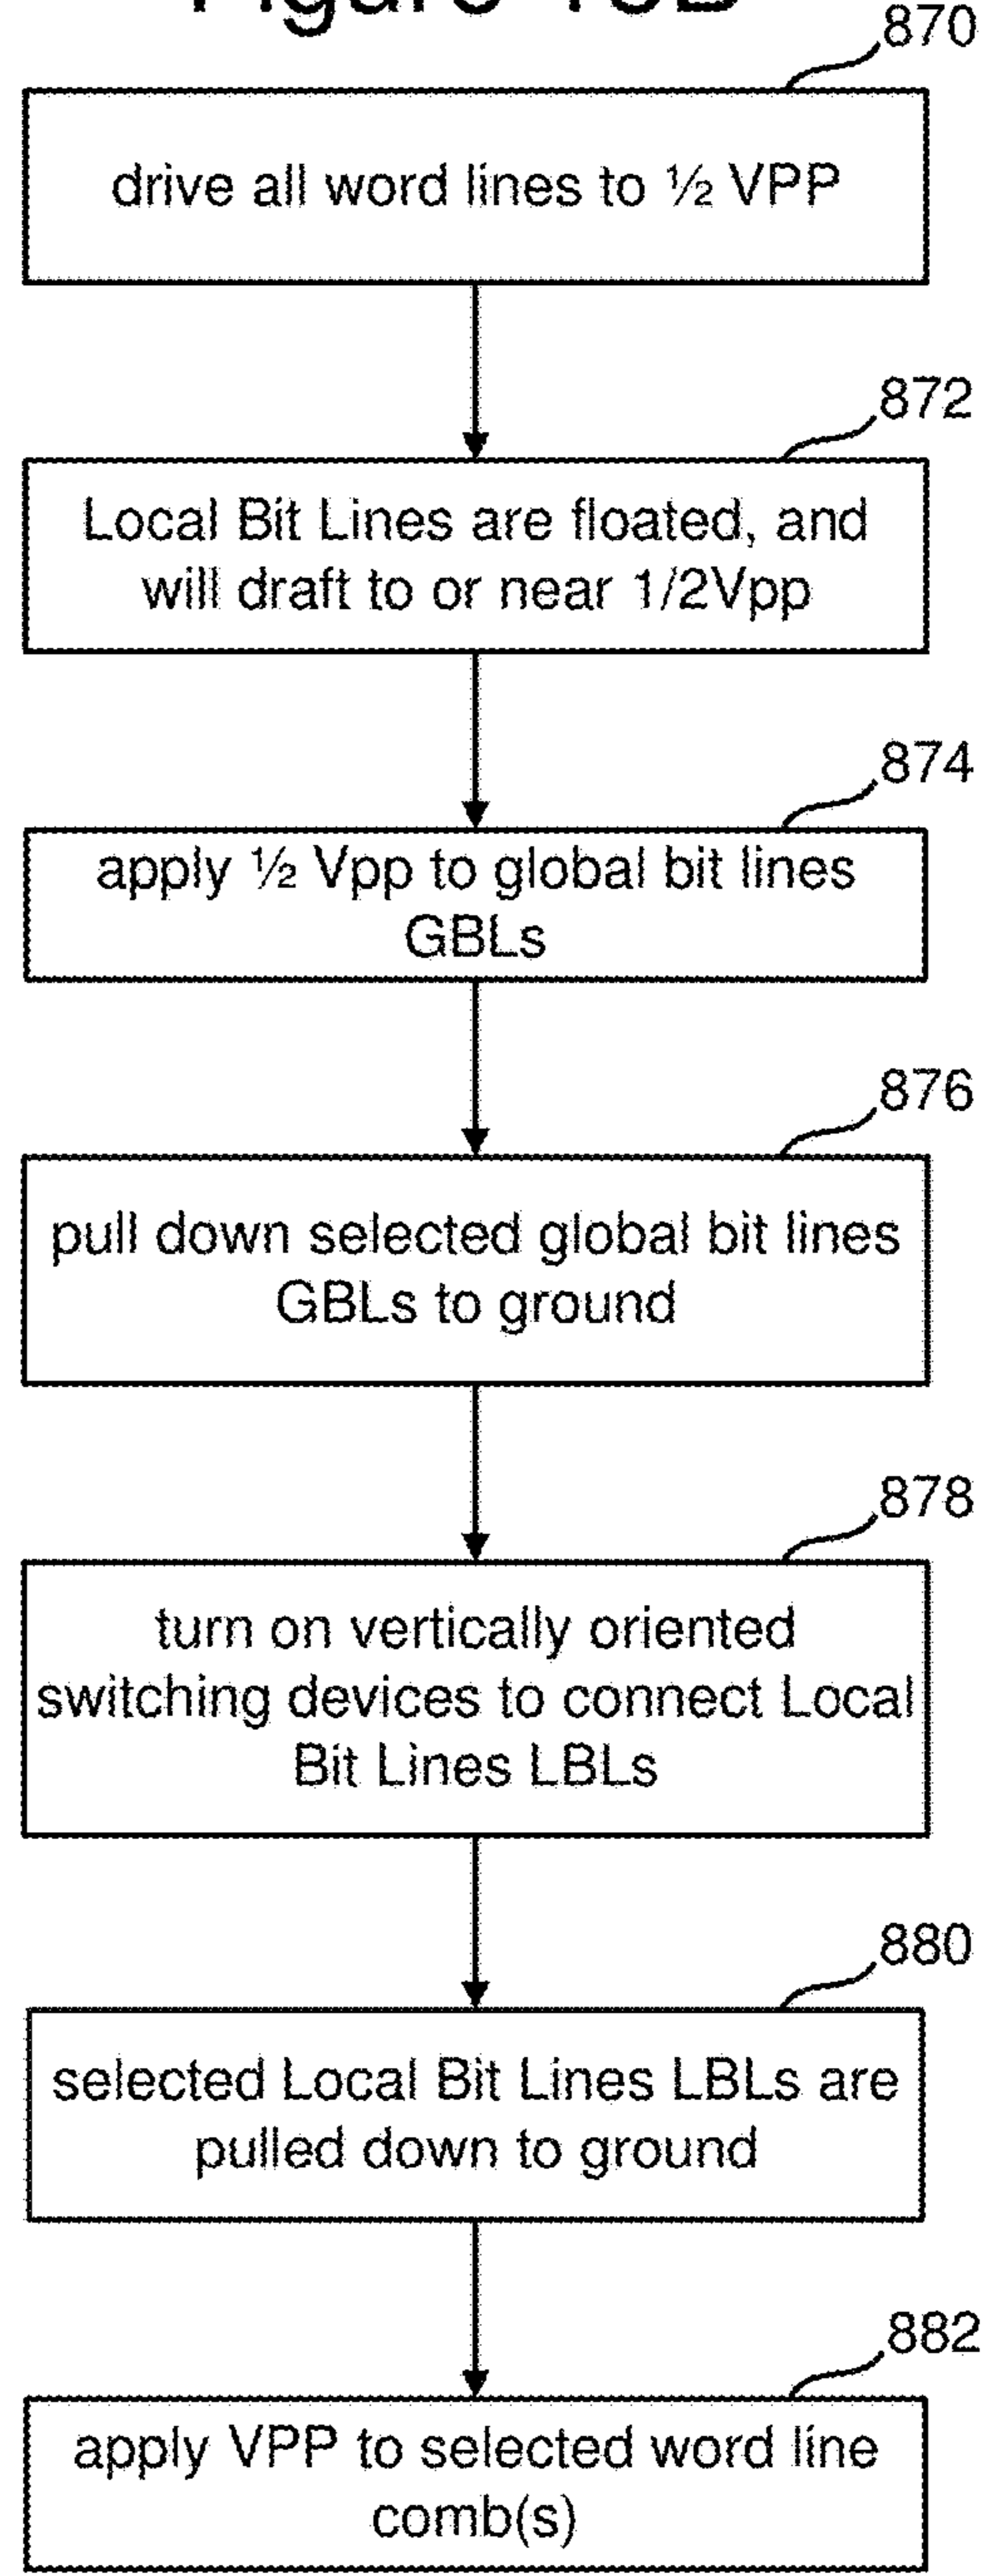 870
drive all word lines to ½ VPP
872
Local Bit Lines are floated, and
will draft to or near 1/2Vpp
874
apply ½ Vpp to global bit lines
GBLs
876
pull down selected global bit lines
GBLs to ground
878
turn on vertically oriented
switching devices to connect Local
Bit Lines LBLs
880
selected Local Bit Lines LBLs are
pulled down to ground
882
apply VPP to selected word line
comb(s)